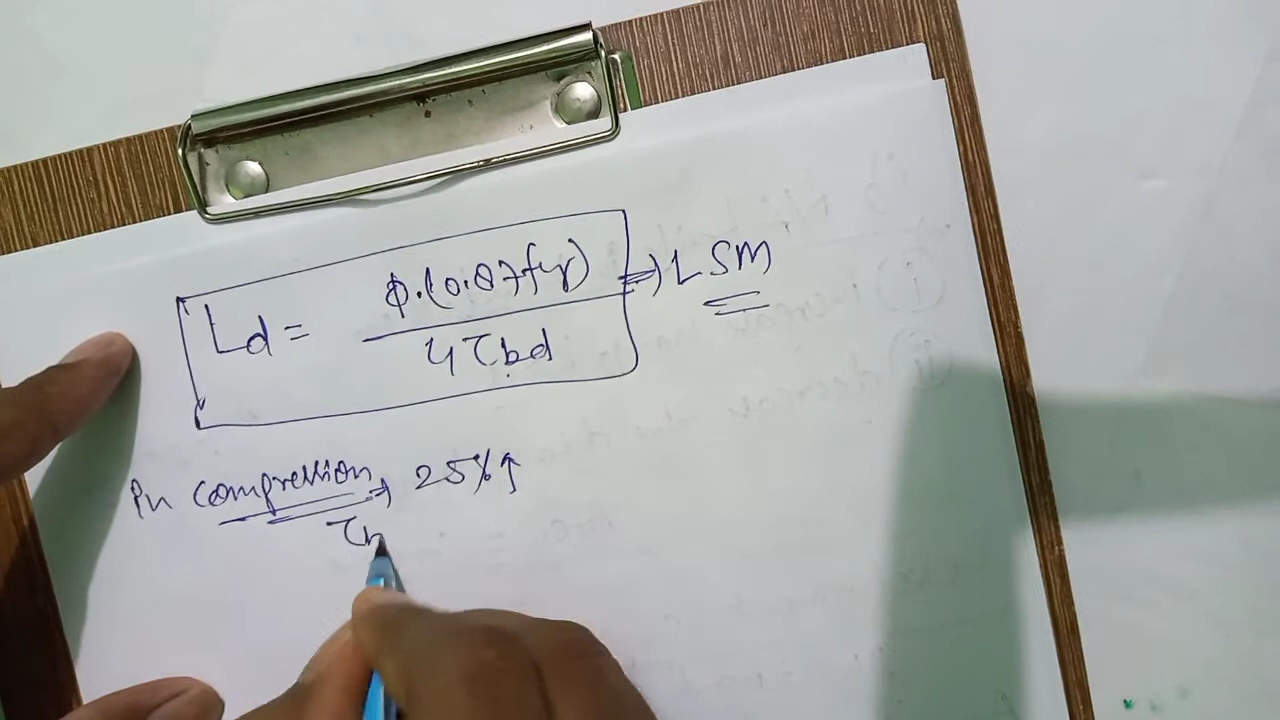 Ld = ϕ.(0.87fy) / 4τbd ⇒ LSM
In compression → 25% ↑
τb